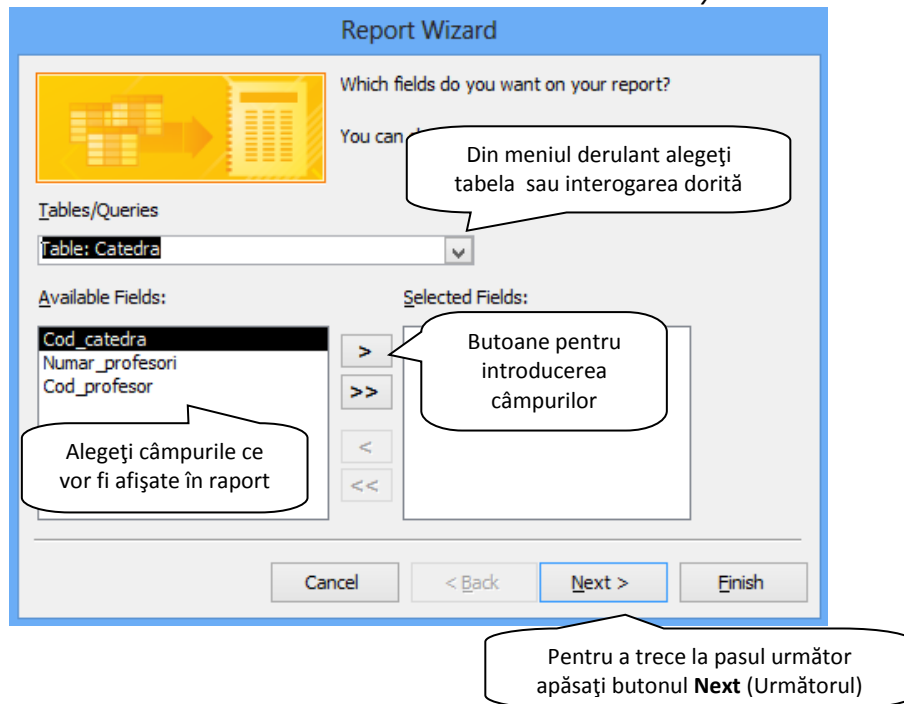 Report Wizard
Which fields do you want on your report?
You can
Din meniul derulant alegeţi
tabela sau interogarea dorită
Tables/Queries
Table: Catedra
Available Fields:
Selected Fields:
Cod_catedra
Numar_profesori
Cod_profesor
>
>>
<
<<
Butoane pentru
introducerea
câmpurilor
Alegeţi câmpurile ce
vor fi afişate în raport
Cancel
< Back
Next >
Finish
Pentru a trece la pasul următor
apăsaţi butonul Next (Următorul)